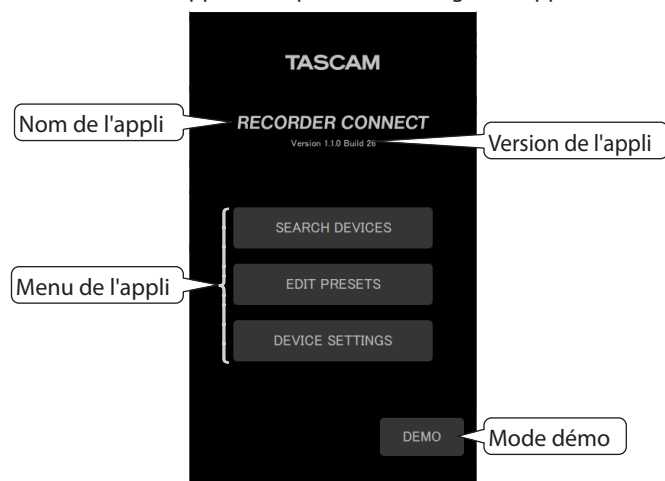 TASCAM
Nom de l'appli
RECORDER CONNECT
Version 1.1.0 Build 26
Version de l'appli
SEARCH DEVICES
Menu de l'appli
EDIT PRESETS
DEVICE SETTINGS
DEMO
Mode démo